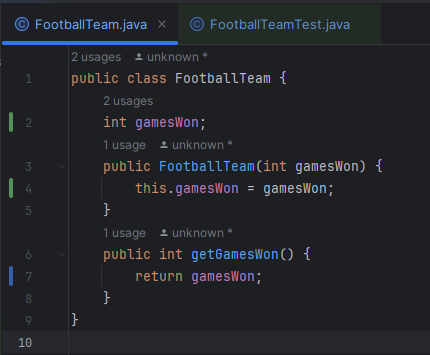 FootballTeam.java × FootballTeamTest.java
2 usages unknown *
1 public class FootballTeam {
2 usages
2 int gamesWon;
1 usage unknown *
3 public FootballTeam(int gamesWon) {
4 this.gamesWon = gamesWon;
5 }
1 usage unknown *
6 public int getGamesWon() {
7 return gamesWon;
8 }
9 }
10